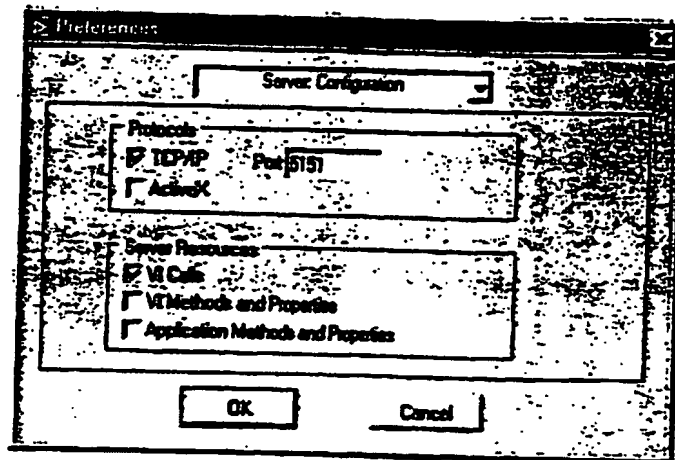 Preferences
Server: Configuration
Protocols
TCP/IP Port 5151
ActiveX
Server Resources
VI Calls
VI Methods and Properties
Application Methods and Properties
OK Cancel